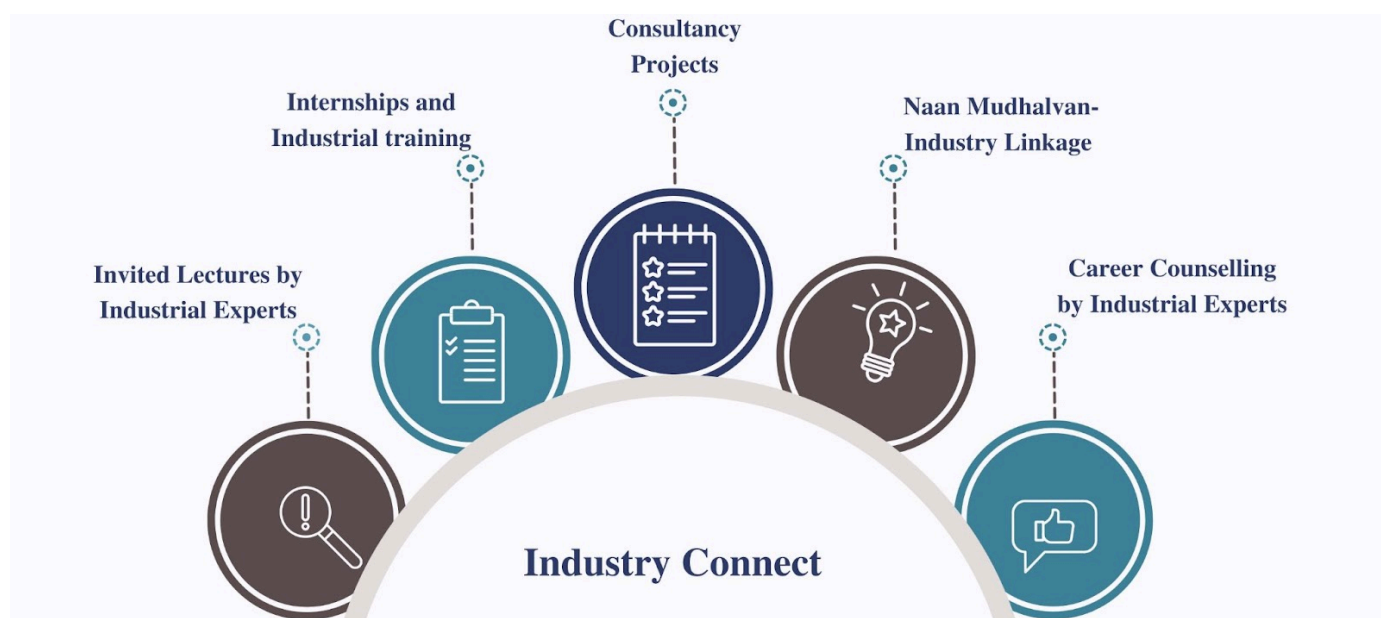 Invited Lectures by
Industrial Experts
Internships and
Industrial training
Consultancy
Projects
Naan Mudhalvan-
Industry Linkage
Career Counselling
by Industrial Experts
Industry Connect